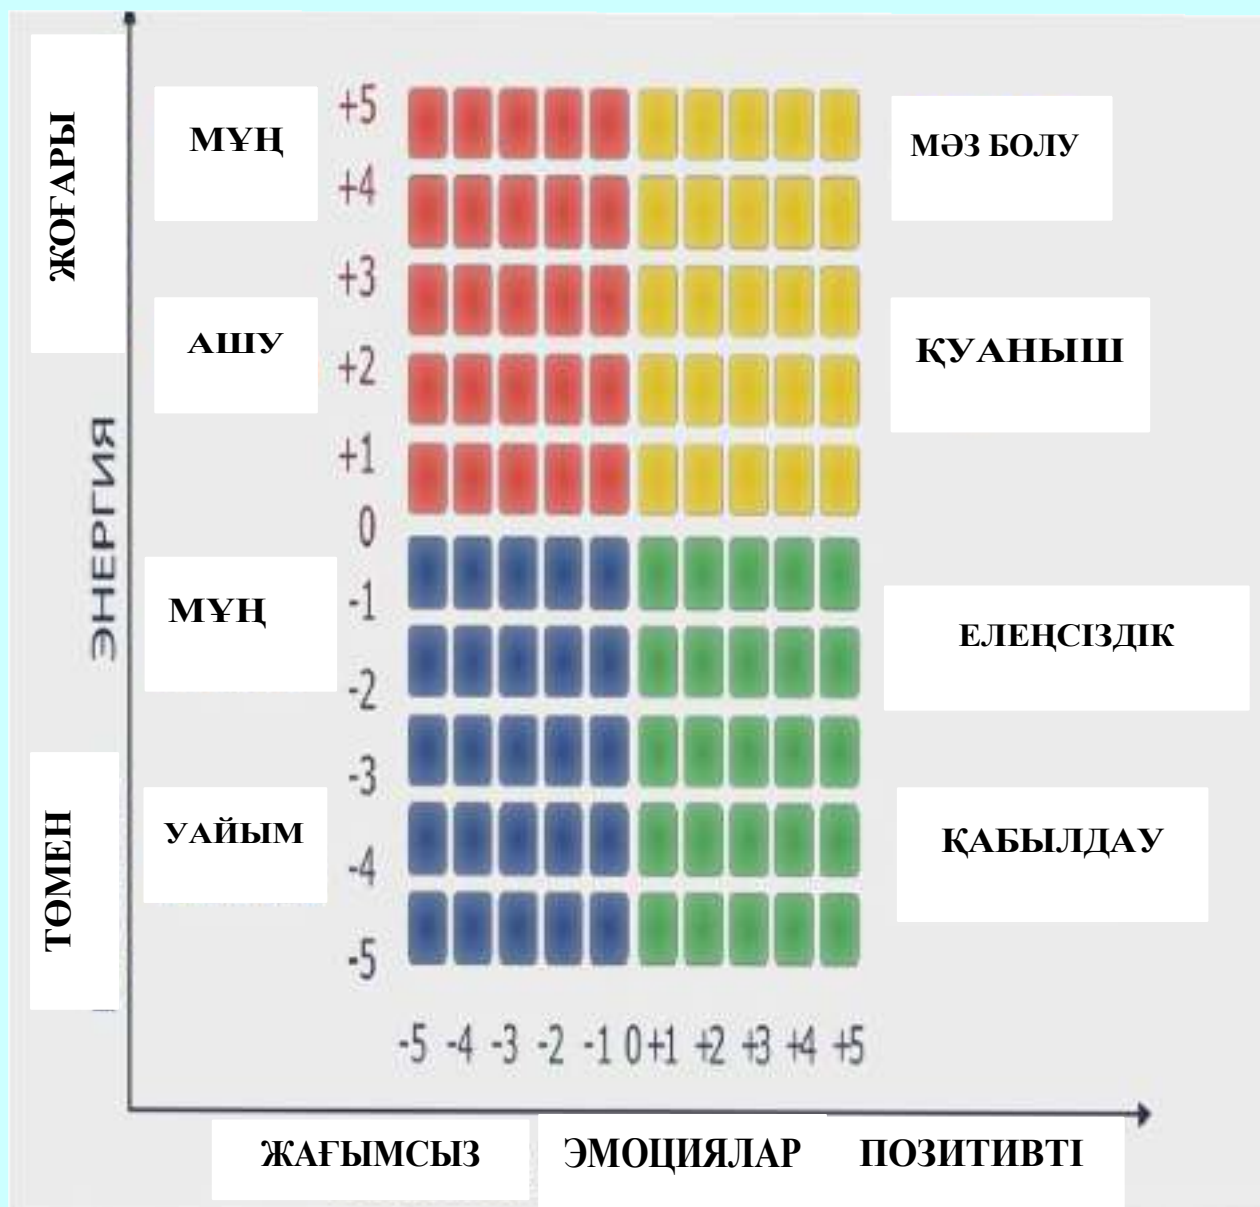 ЖОҒАРЫ
МҰҢ
+5
МӘЗ БОЛУ
+4
+3
АШУ
+2
ҚУАНЫШ
+1
ЭНЕРГИЯ
0
МҰҢ
-1
ЕЛЕҢСІЗДІК
-2
-3
ТӨМЕН
УАЙЫМ
-4
ҚАБЫЛДАУ
-5
-5 -4 -3 -2 -1 0 +1 +2 +3 +4 +5
ЖАҒЫМСЫЗ ЭМОЦИЯЛАР ПОЗИТИВТІ